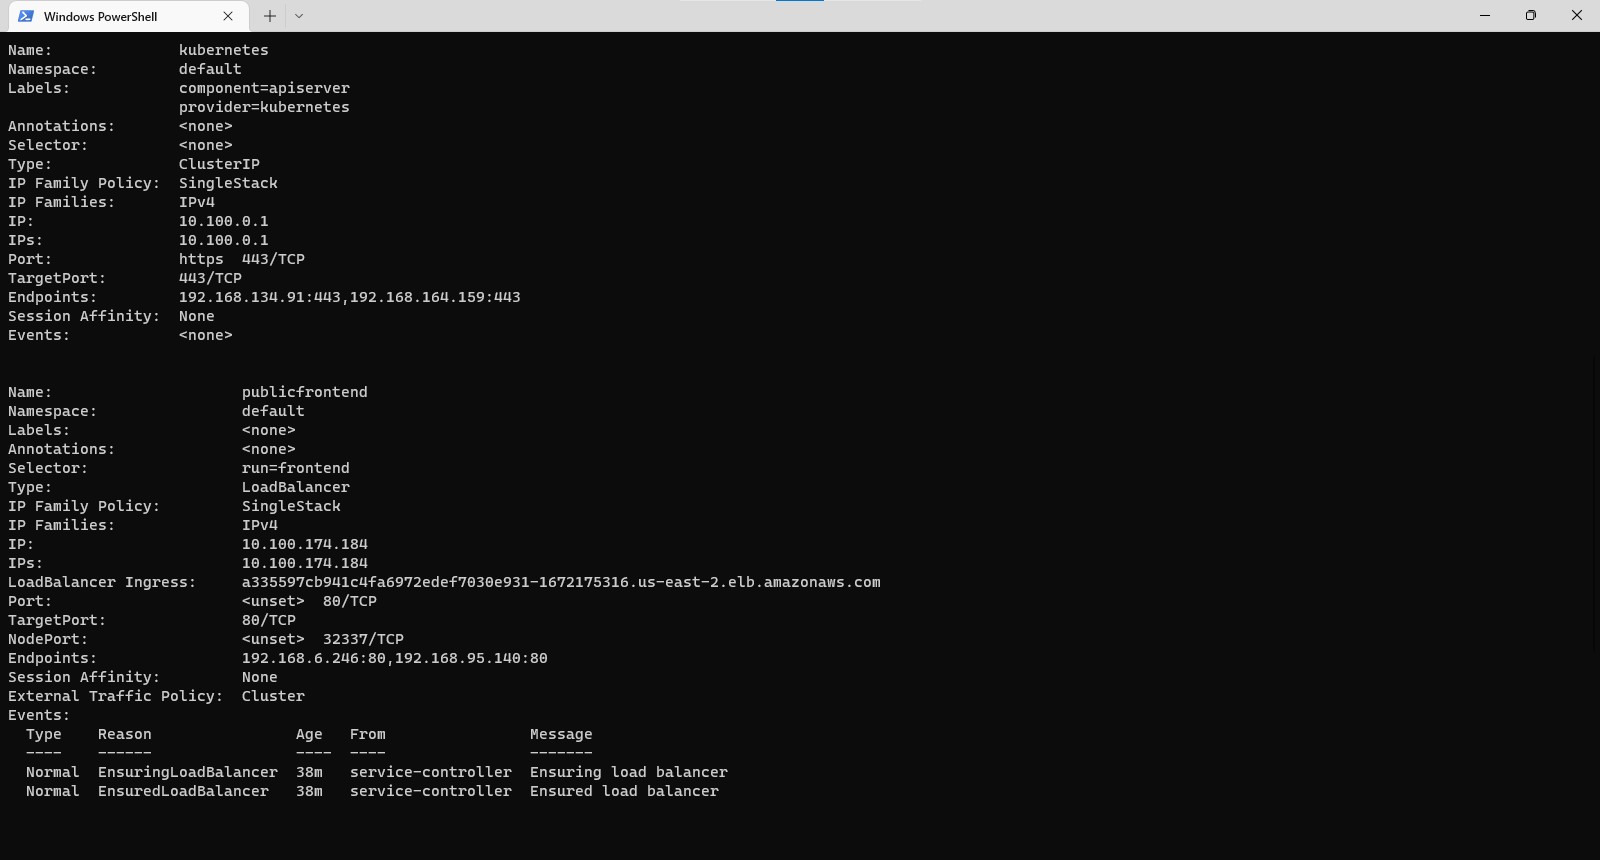 Windows PowerShell
Name:              kubernetes
Namespace:         default
Labels:            component=apiserver
                   provider=kubernetes
Annotations:       <none>
Selector:          <none>
Type:              ClusterIP
IP Family Policy:  SingleStack
IP Families:       IPv4
IP:                10.100.0.1
IPs:               10.100.0.1
Port:              https  443/TCP
TargetPort:        443/TCP
Endpoints:         192.168.134.91:443,192.168.164.159:443
Session Affinity:  None
Events:            <none>
Name:                     publicfrontend
Namespace:                default
Labels:                   <none>
Annotations:              <none>
Selector:                 run=frontend
Type:                     LoadBalancer
IP Family Policy:         SingleStack
IP Families:              IPv4
IP:                       10.100.174.184
IPs:                      10.100.174.184
LoadBalancer Ingress:     a335597cb941c4fa6972edef7030e931-1672175316.us-east-2.elb.amazonaws.com
Port:                     <unset>  80/TCP
TargetPort:               80/TCP
NodePort:                 <unset>  32337/TCP
Endpoints:                192.168.6.246:80,192.168.95.140:80
Session Affinity:         None
External Traffic Policy:  Cluster
Events:
  Type    Reason                Age   From                Message
  ----    ------                ----  ----                -------
  Normal  EnsuringLoadBalancer  38m   service-controller  Ensuring load balancer
  Normal  EnsuredLoadBalancer   38m   service-controller  Ensured load balancer